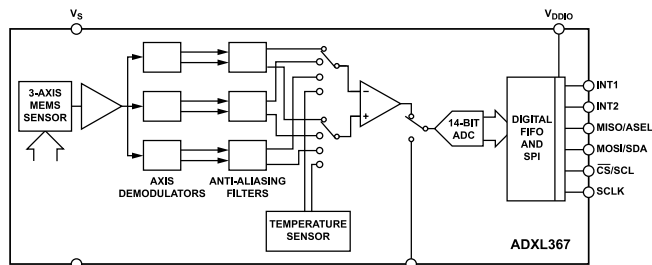 VS
VDDIO
3-AXIS
MEMS
SENSOR
AXIS
DEMODULATORS
ANTI-ALIASING
FILTERS
TEMPERATURE
SENSOR
−
+
14-BIT
ADC
DIGITAL
FIFO
AND
SPI
INT1
INT2
MISO/ASEL
MOSI/SDA
CS/SCL
SCLK
ADXL367